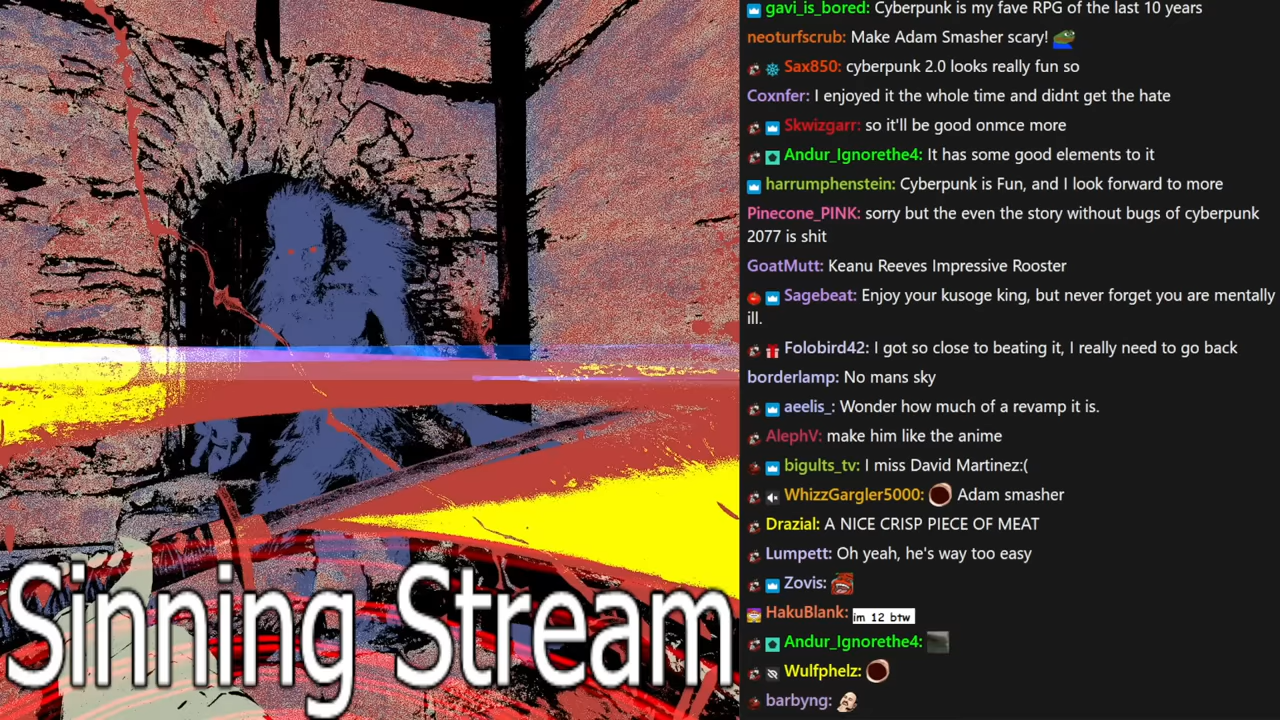 gavi_is_bored: Cyberpunk is my fave RPG of the last 10 years
neoturfscrub: Make Adam Smasher scary!
Sax850: cyberpunk 2.0 looks really fun so
Coxnfer: I enjoyed it the whole time and didnt get the hate
Skwizgarr: so it'll be good onmce more
Andur_Ignorethe4: It has some good elements to it
harrumphenstein: Cyberpunk is Fun, and I look forward to more
Pinecone_PINK: sorry but the even the story without bugs of cyberpunk
2077 is shit
GoatMutt: Keanu Reeves Impressive Rooster
Sagebeat: Enjoy your kusoge king, but never forget you are mentally
ill.
Folobird42: I got so close to beating it, I really need to go back
borderlamp: No mans sky
aeelis_: Wonder how much of a revamp it is.
AlephV: make him like the anime
bigults_tv: I miss David Martinez:(
WhizzGargler5000: Adam smasher
Drazial: A NICE CRISP PIECE OF MEAT
Lumpett: Oh yeah, he's way too easy
Zovis:
HakuBlank: im 12 btw
Andur_Ignorethe4:
Wulfphelz:
barbyng:
Sinning Stream